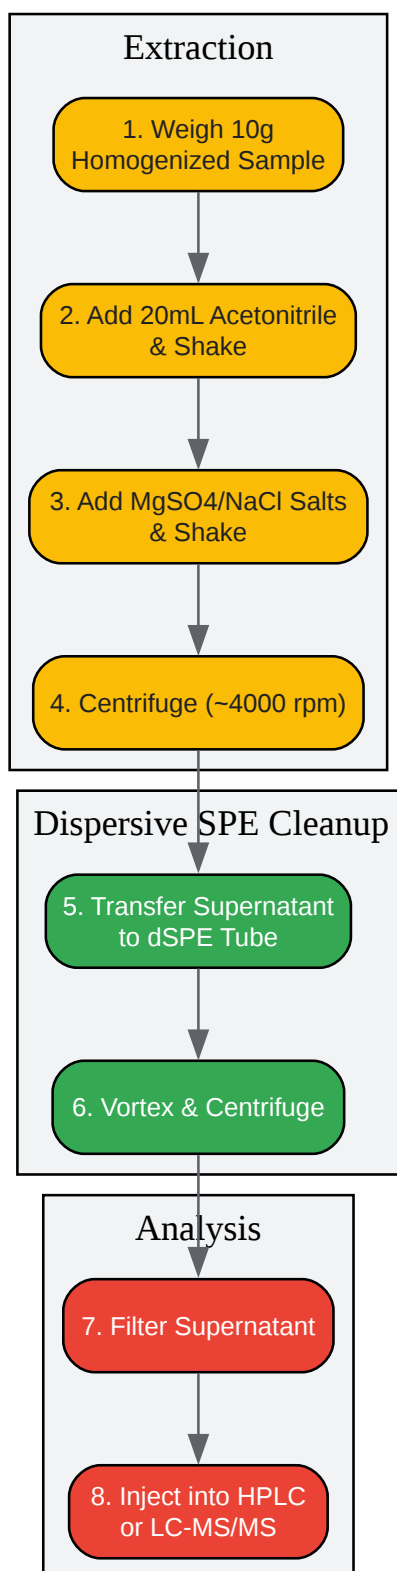 Extraction
1. Weigh 10g
Homogenized Sample
2. Add 20mL Acetonitrile
& Shake
3. Add MgSO4/NaCl Salts
& Shake
4. Centrifuge (~4000 rpm)
Dispersive SPE Cleanup
5. Transfer Supernatant
to dSPE Tube
6. Vortex & Centrifuge
Analysis
7. Filter Supernatant
8. Inject into HPLC
or LC-MS/MS